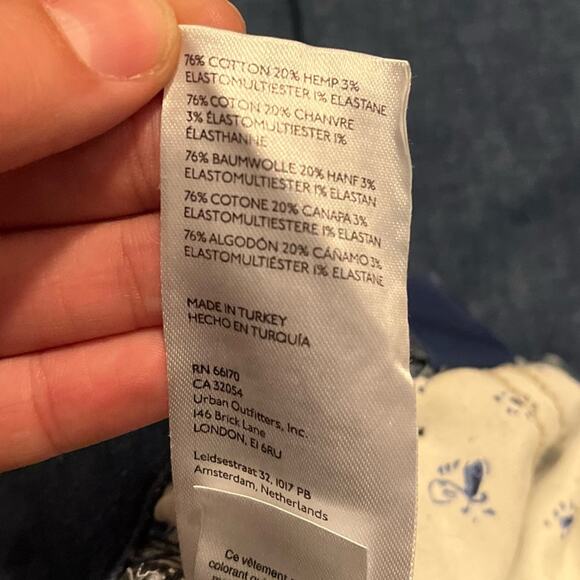 76% COTTON 20% HEMP 3%
ELASTOMULTIESTER 1% ELASTANE
76% COTON 20% CHANVRE
3% ÉLASTOMULTIESTER 1%
ÉLASTHANNE
76% BAUMWOLLE 20% HANF 3%
ELASTOMULTIESTER 1% ELASTAN
76% COTONE 20% CANAPA 3%
ELASTOMULTIESTERE 1% ELASTAN
76% ALGODÓN 20% CÁÑAMO 3%
ELASTOMULTIÉSTER 1% ELASTANE
MADE IN TURKEY
HECHO EN TURQUÍA
RN 66170
CA 32054
Urban Outfitters, Inc.
146 Brick Lane
LONDON, E1 6RU
Leidsestraat 32, 1017 PB
Amsterdam, Netherlands
Ce vêtement
colorant